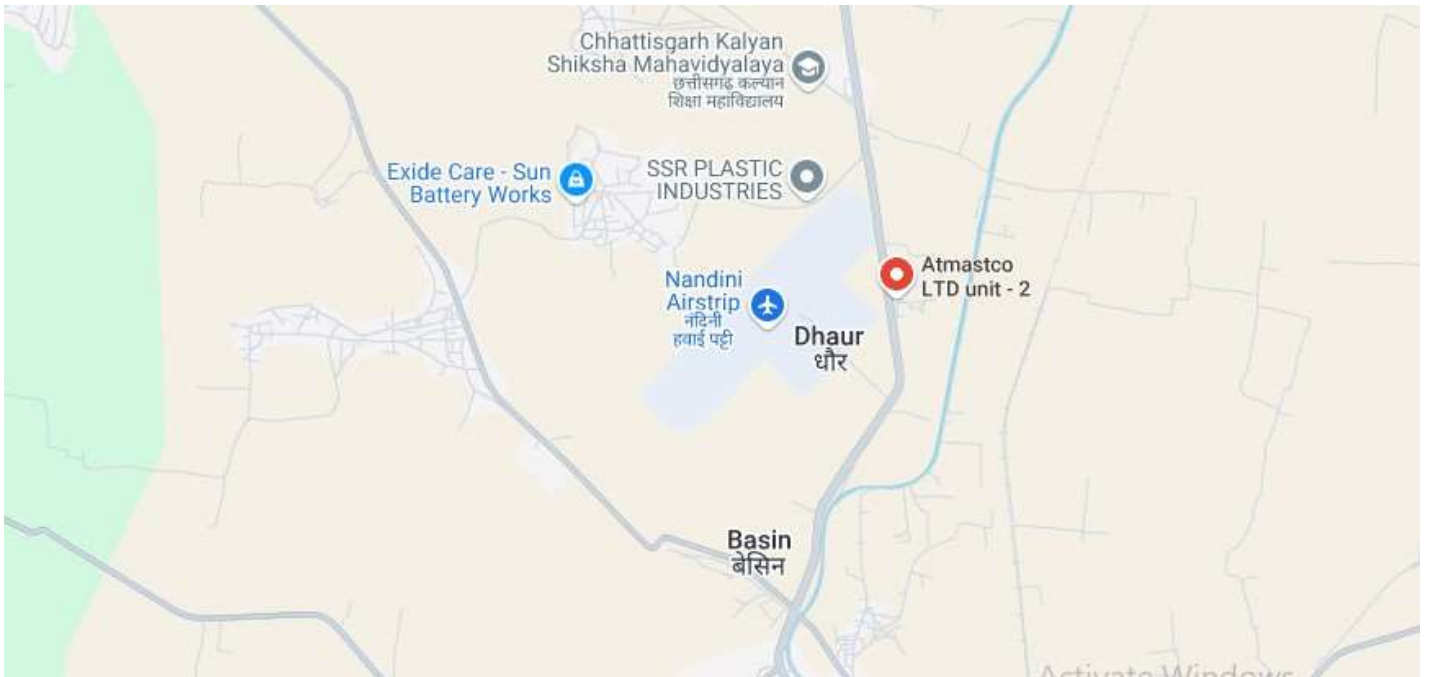 Chhattisgarh Kalyan
Shiksha Mahavidyalaya
छत्तीसगढ़ कल्यान
शिक्षा महाविद्यालय
Exide Care - Sun
Battery Works
SSR PLASTIC
INDUSTRIES
Nandini
Airstrip
नंदिनी
हवाई पट्टी
Atmastco
LTD unit - 2
Dhaur
धौर
Basin
बेसिन
Activate Windows